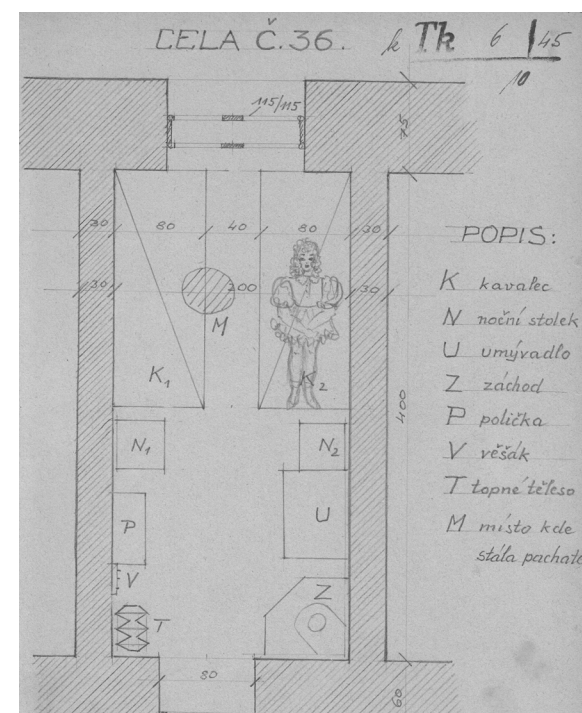 CELA Č.36.
k Tk 6 / 45
10
115/115
75
30 80 40 80 30
30 200 30
M
K1 K2
400
N1 N2
P U
V
Z
T
80
60
POPIS:
K kavalec
N noční stolek
U umývadlo
Z záchod
P polička
V věšák
T topné těleso
M místo kde
stála pachate